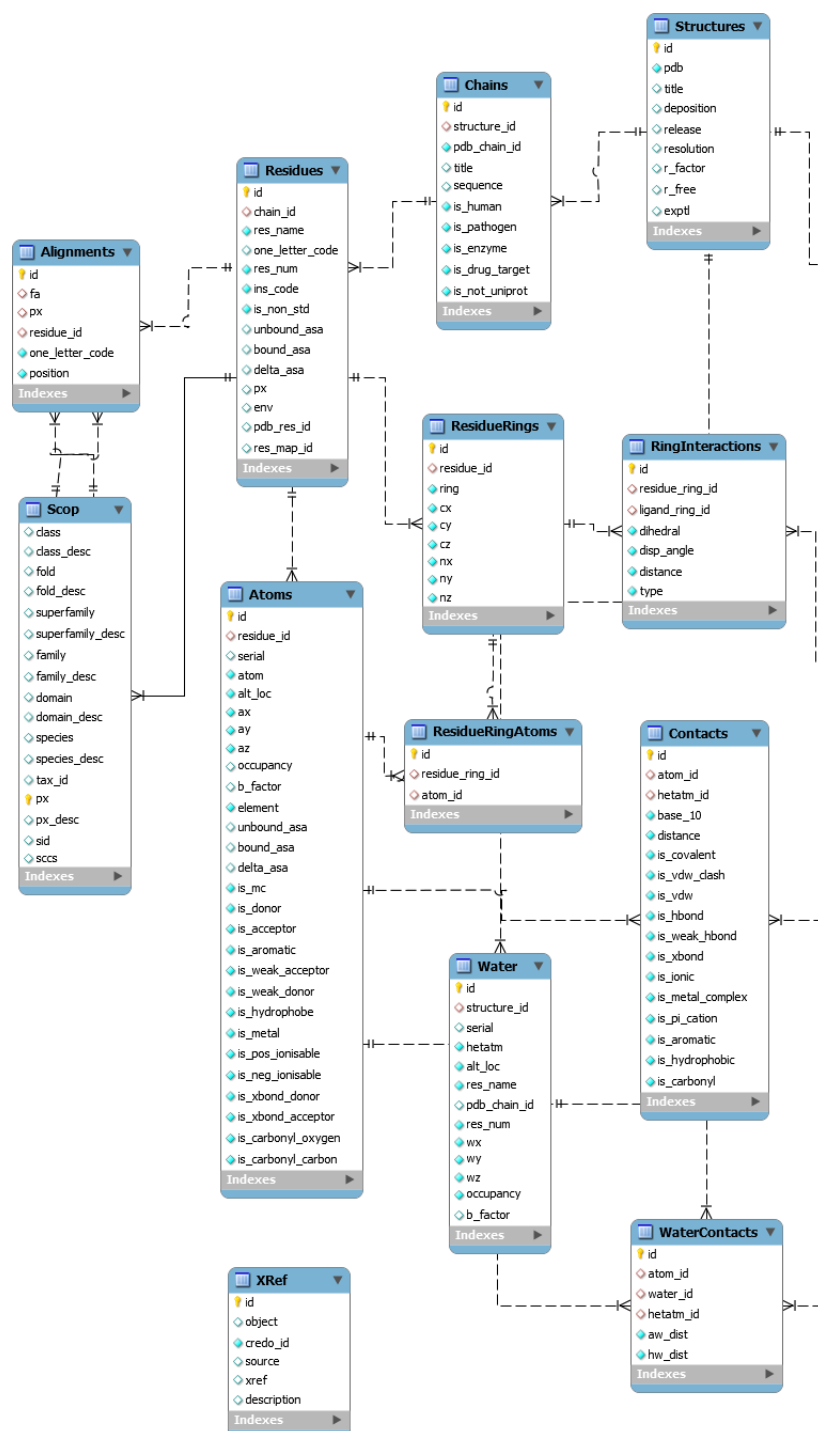 Structures
id
pdb
title
deposition
release
resolution
r_factor
r_free
exptl
Indexes
Chains
id
structure_id
pdb_chain_id
title
sequence
is_human
is_pathogen
is_enzyme
is_drug_target
is_not_uniprot
Indexes
Residues
id
chain_id
res_name
one_letter_code
res_num
ins_code
is_non_std
unbound_asa
bound_asa
delta_asa
px
env
pdb_res_id
res_map_id
Indexes
Alignments
id
fa
px
residue_id
one_letter_code
position
Indexes
ResidueRings
id
residue_id
ring
cx
cy
cz
nx
ny
nz
Indexes
RingInteractions
id
residue_ring_id
ligand_ring_id
dihedral
disp_angle
distance
type
Indexes
Scop
class
class_desc
fold
fold_desc
superfamily
superfamily_desc
family
family_desc
domain
domain_desc
species
species_desc
tax_id
px
px_desc
sid
sccs
Indexes
Atoms
id
residue_id
serial
atom
alt_loc
ax
ay
az
occupancy
b_factor
element
unbound_asa
bound_asa
delta_asa
is_mc
is_donor
is_acceptor
is_aromatic
is_weak_acceptor
is_weak_donor
is_hydrophobe
is_metal
is_pos_ionisable
is_neg_ionisable
is_xbond_donor
is_xbond_acceptor
is_carbonyl_oxygen
is_carbonyl_carbon
Indexes
ResidueRingAtoms
id
residue_ring_id
atom_id
Indexes
Contacts
id
atom_id
hetatm_id
base_10
distance
is_covalent
is_vdw_clash
is_vdw
is_hbond
is_weak_hbond
is_xbond
is_ionic
is_metal_complex
is_pi_cation
is_aromatic
is_hydrophobic
is_carbonyl
Indexes
Water
id
structure_id
serial
hetatm
alt_loc
res_name
pdb_chain_id
res_num
wx
wy
wz
occupancy
b_factor
Indexes
WaterContacts
id
atom_id
water_id
hetatm_id
aw_dist
hw_dist
Indexes
XRef
id
object
credo_id
source
xref
description
Indexes